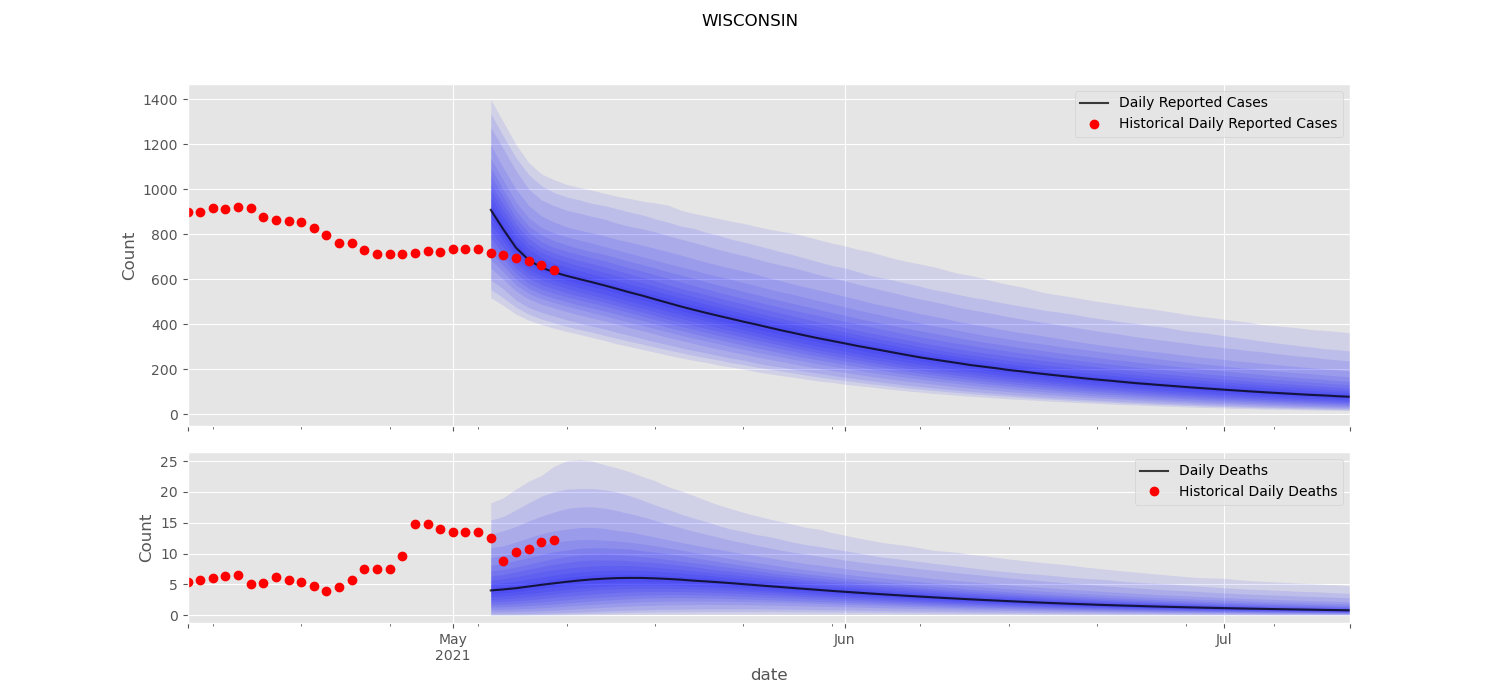 WISCONSIN
1400
1200
1000
800
600
400
200
0
Count
Daily Reported Cases
Historical Daily Reported Cases
25
20
15
10
5
0
Count
Daily Deaths
Historical Daily Deaths
May
2021
Jun
Jul
date